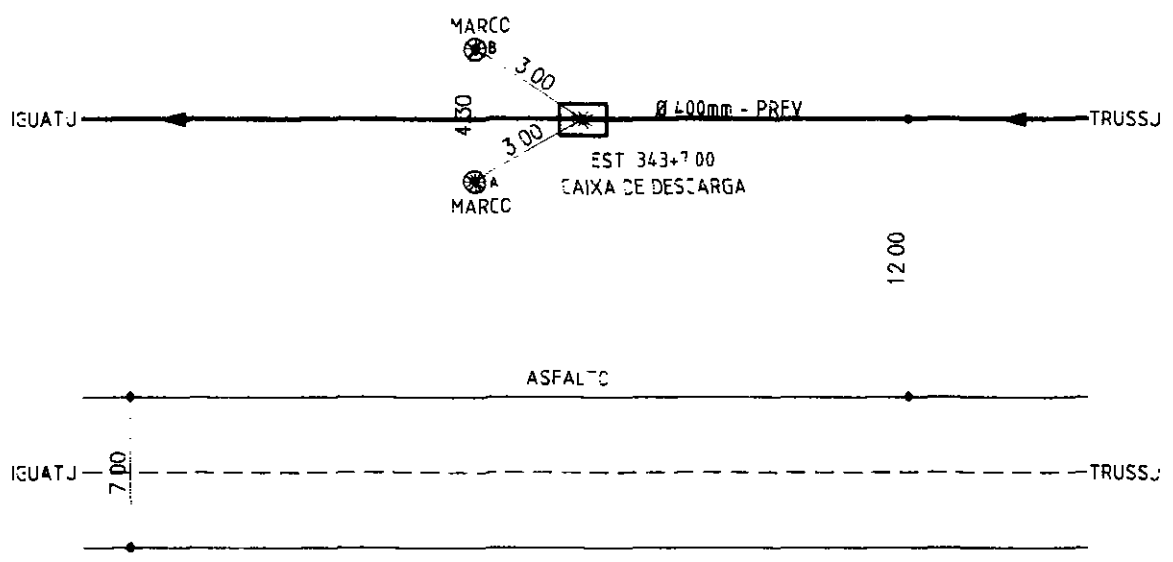 MARCO
B
3.00
IGUATU
4.30
Ø 400mm - PRFV
TRUSSU
3.00
EST 343+7.00
CAIXA DE DESCARGA
A
MARCO
12.00
ASFALTO
IGUATU
7.00
TRUSSU